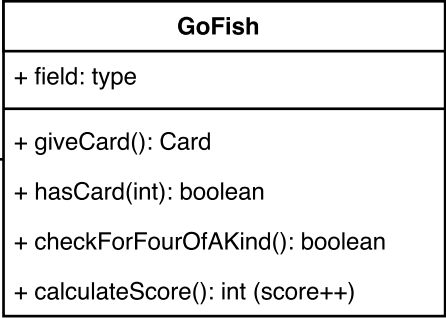 GoFish
+ field: type
+ giveCard(): Card
+ hasCard(int): boolean
+ checkForFourOfAKind(): boolean
+ calculateScore(): int (score++)